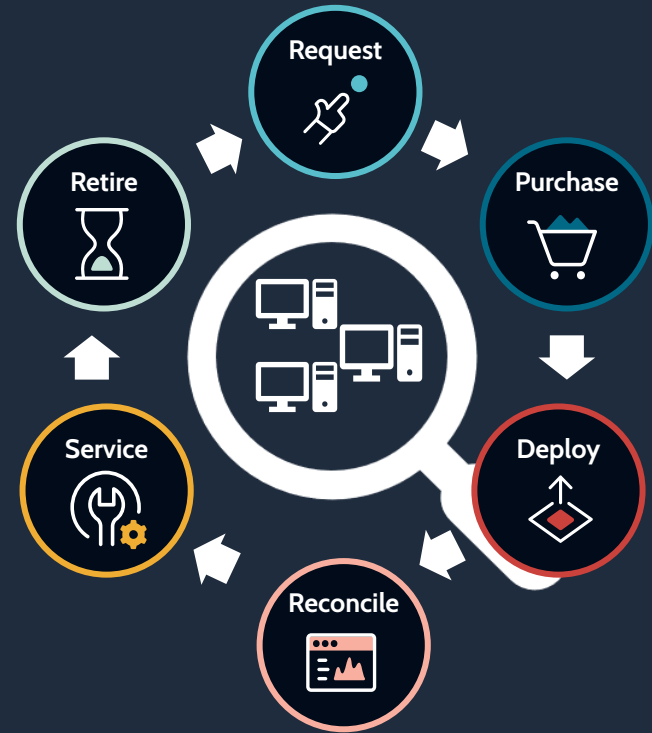 Request
Purchase
Deploy
Reconcile
Service
Retire